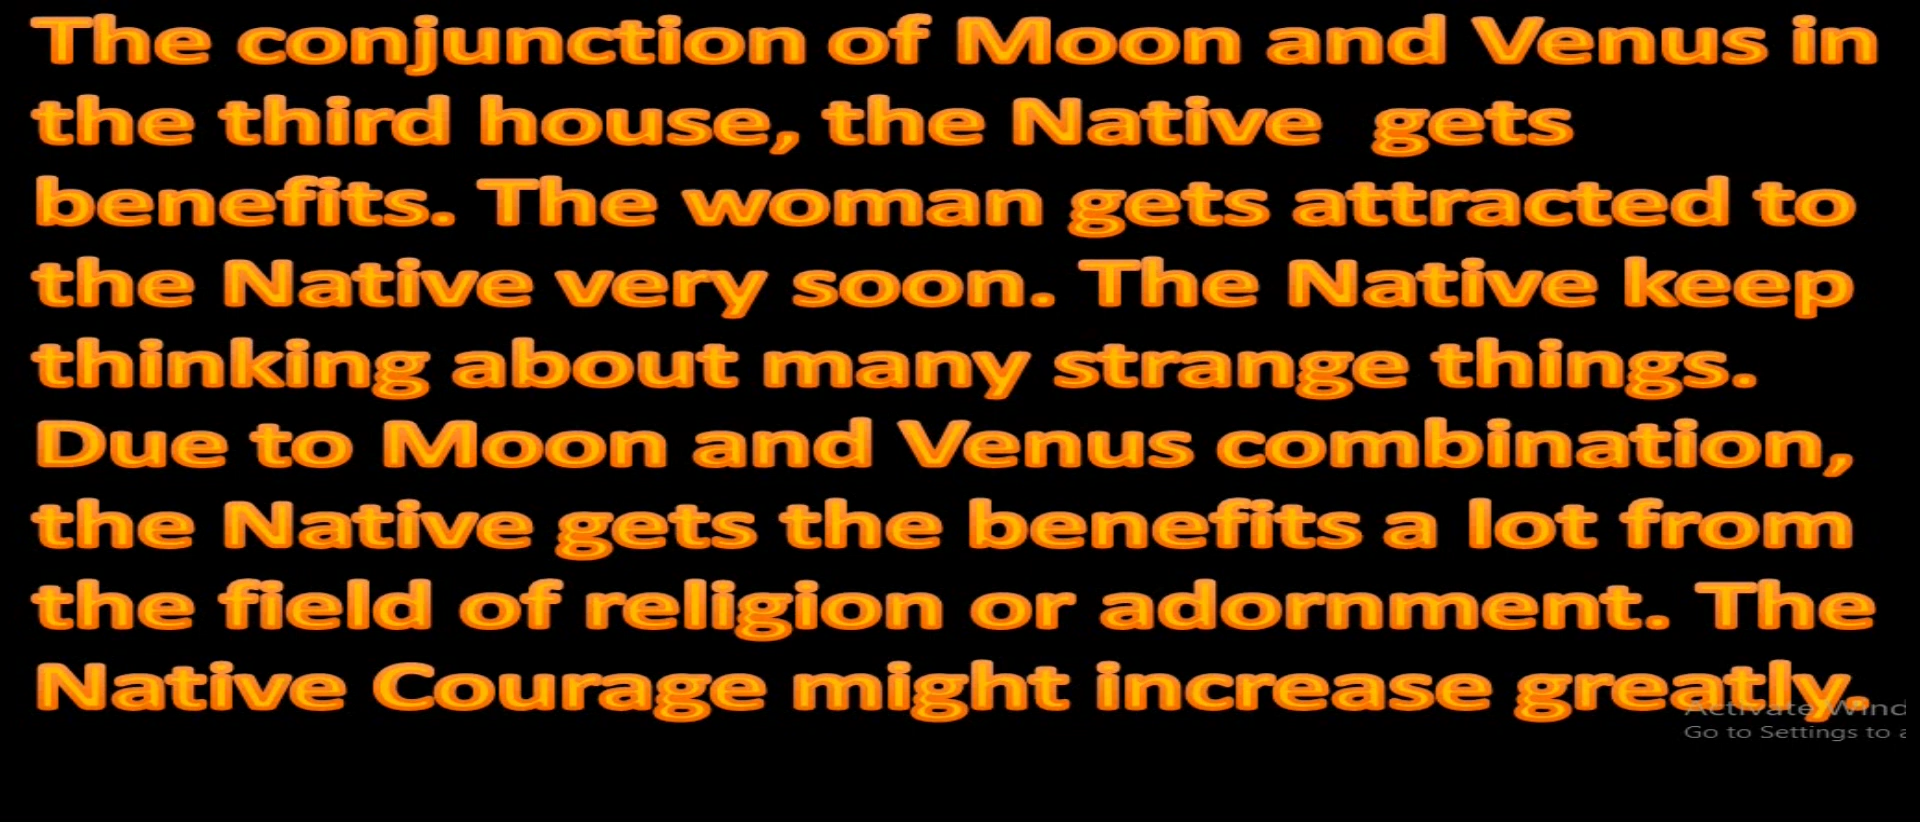 The conjunction of Moon and Venus in
the third house, the Native  gets
benefits. The woman gets attracted to
the Native very soon. The Native keep
thinking about many strange things.
Due to Moon and Venus combination,
the Native gets the benefits a lot from
the field of religion or adornment. The
Native Courage might increase greatly.
Activate Wind
Go to Settings to a